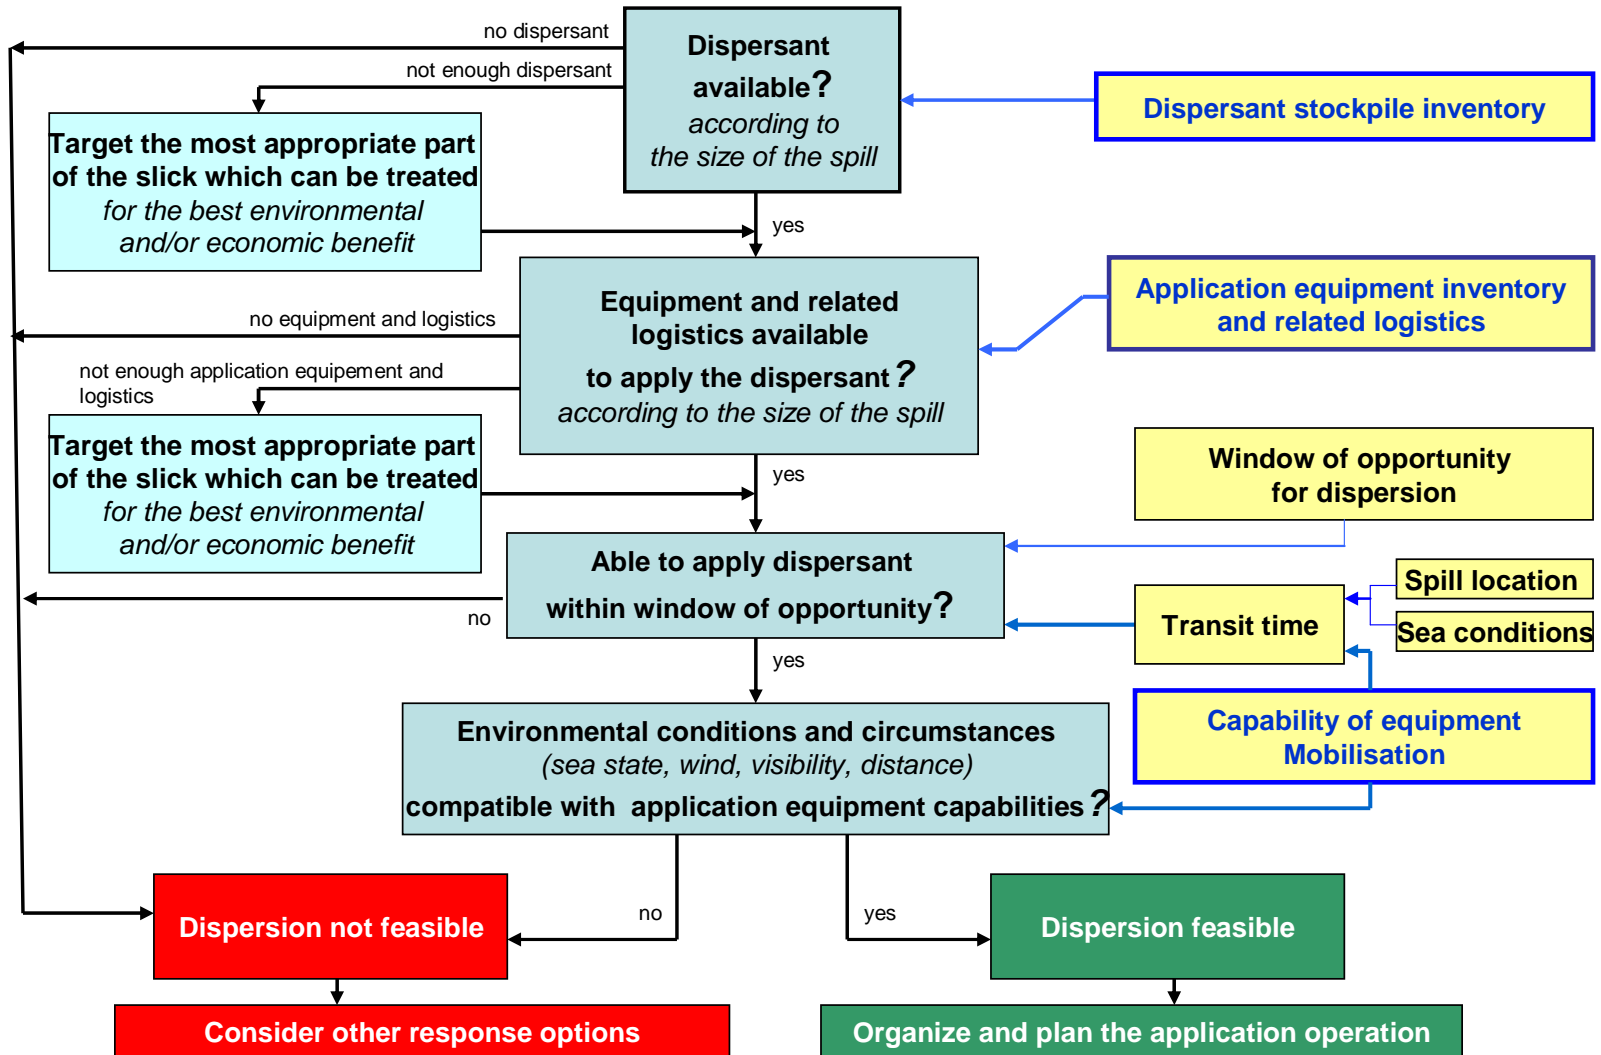 no dispersant
not enough dispersant
Dispersant
available?
according to
the size of the spill
Dispersant stockpile inventory
Target the most appropriate part
of the slick which can be treated
for the best environmental
and/or economic benefit
yes
Equipment and related
logistics available
to apply the dispersant ?
according to the size of the spill
Application equipment inventory
and related logistics
no equipment and logistics
not enough application equipement and
logistics
Target the most appropriate part
of the slick which can be treated
for the best environmental
and/or economic benefit
yes
Window of opportunity
for dispersion
Able to apply dispersant
within window of opportunity?
no
Transit time
Spill location
Sea conditions
yes
Capability of equipment
Mobilisation
Environmental conditions and circumstances
(sea state, wind, visibility, distance)
compatible with application equipment capabilities ?
no
yes
Dispersion not feasible
Dispersion feasible
Consider other response options
Organize and plan the application operation